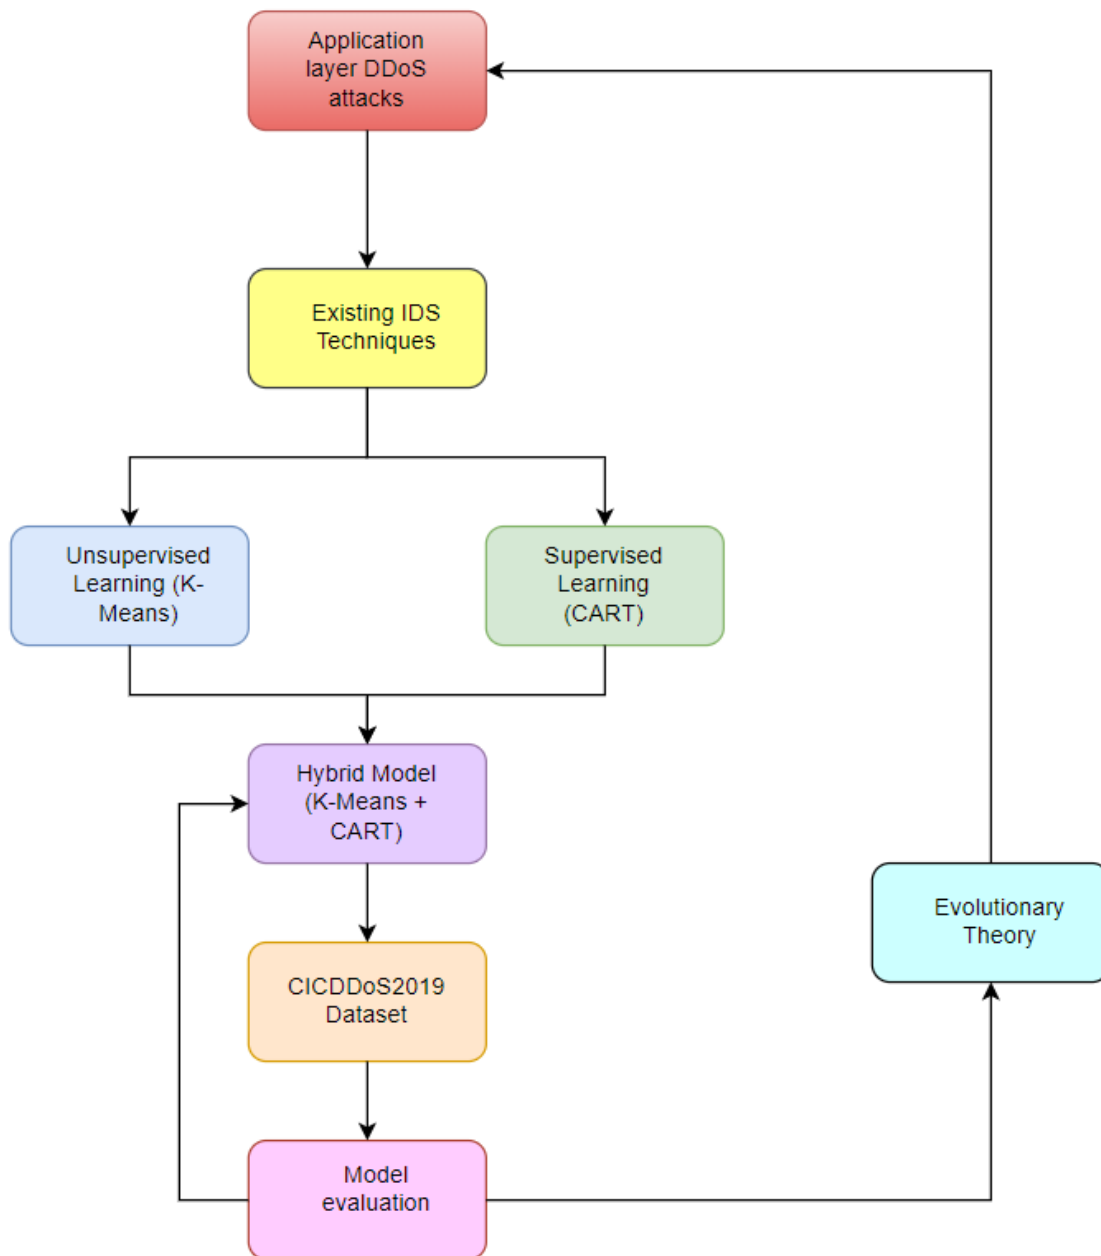 Application
layer DDoS
attacks
Existing IDS
Techniques
Unsupervised
Learning (K-
Means)
Supervised
Learning
(CART)
Hybrid Model
(K-Means +
CART)
Evolutionary
Theory
CICDDoS2019
Dataset
Model
evaluation